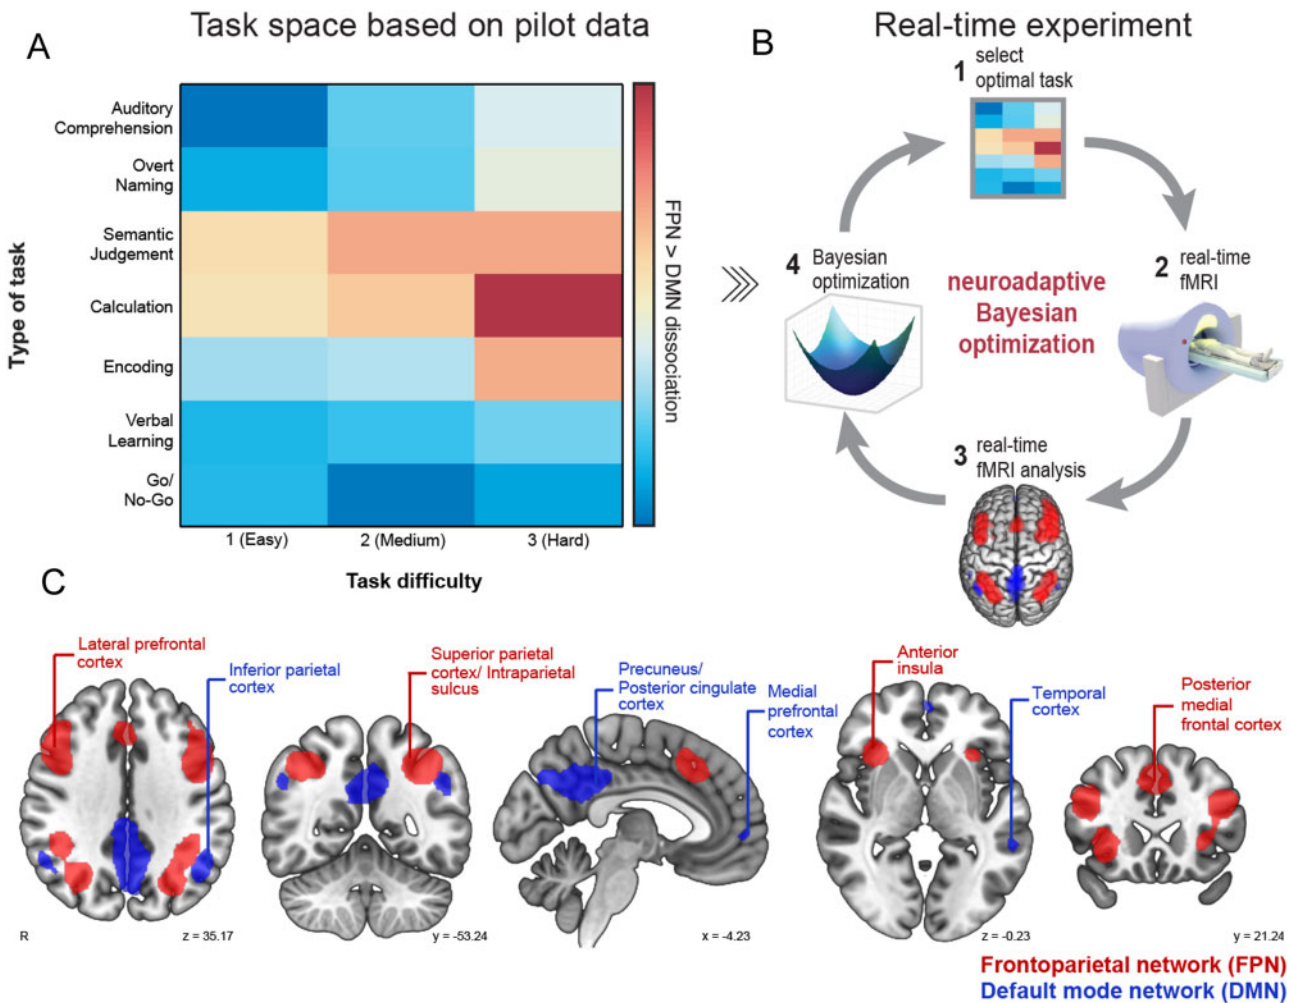 Task space based on pilot data
A
Auditory
Comprehension
Overt
Naming
Semantic
Judgement
Calculation
Encoding
Verbal
Learning
Go/
No-Go
Type of task
1 (Easy)
2 (Medium)
3 (Hard)
Task difficulty
FPN > DMN dissociation
B
Real-time experiment
1 select
optimal task
2 real-time
fMRI
3 real-time
fMRI analysis
4 Bayesian
optimization
neuroadaptive
Bayesian
optimization
C
Lateral prefrontal
cortex
Inferior parietal
cortex
Superior parietal
cortex/ Intraparietal
sulcus
Precuneus/
Posterior cingulate
cortex
Medial
prefrontal
cortex
Anterior
insula
Temporal
cortex
Posterior
medial
frontal cortex
R
z = 35.17
y = -53.24
x = -4.23
z = -0.23
y = 21.24
Frontoparietal network (FPN)
Default mode network (DMN)